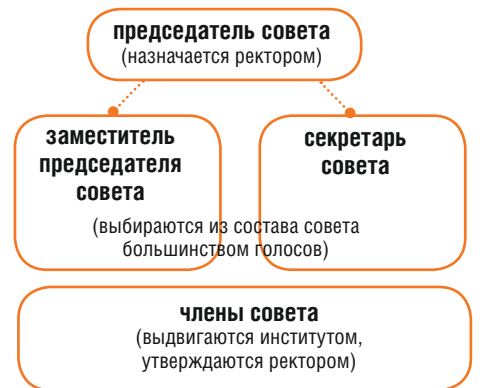 председатель совета
(назначается ректором)
заместитель
председателя
совета
секретарь
совета
(выбираются из состава совета
большинством голосов)
члены совета
(выдвигаются институтом,
утверждаются ректором)